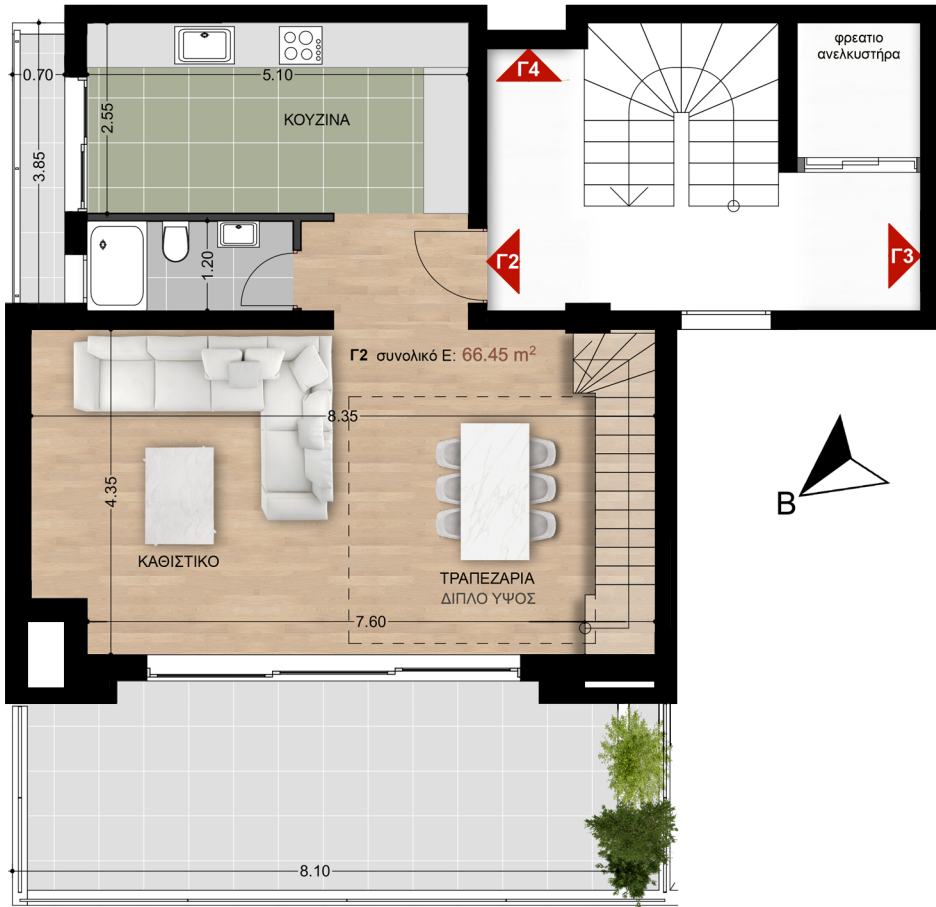 φρεατιο
ανελκυστήρα
Γ4
0.70
5.10
2.55
ΚΟΥΖΙΝΑ
3.85
1.20
Γ2
Γ3
Γ2 συνολικό Ε: 66.45 m²
8.35
4.35
ΚΑΘΙΣΤΙΚΟ
ΤΡΑΠΕΖΑΡΙΑ
ΔΙΠΛΟ ΥΨΟΣ
7.60
Β
8.10